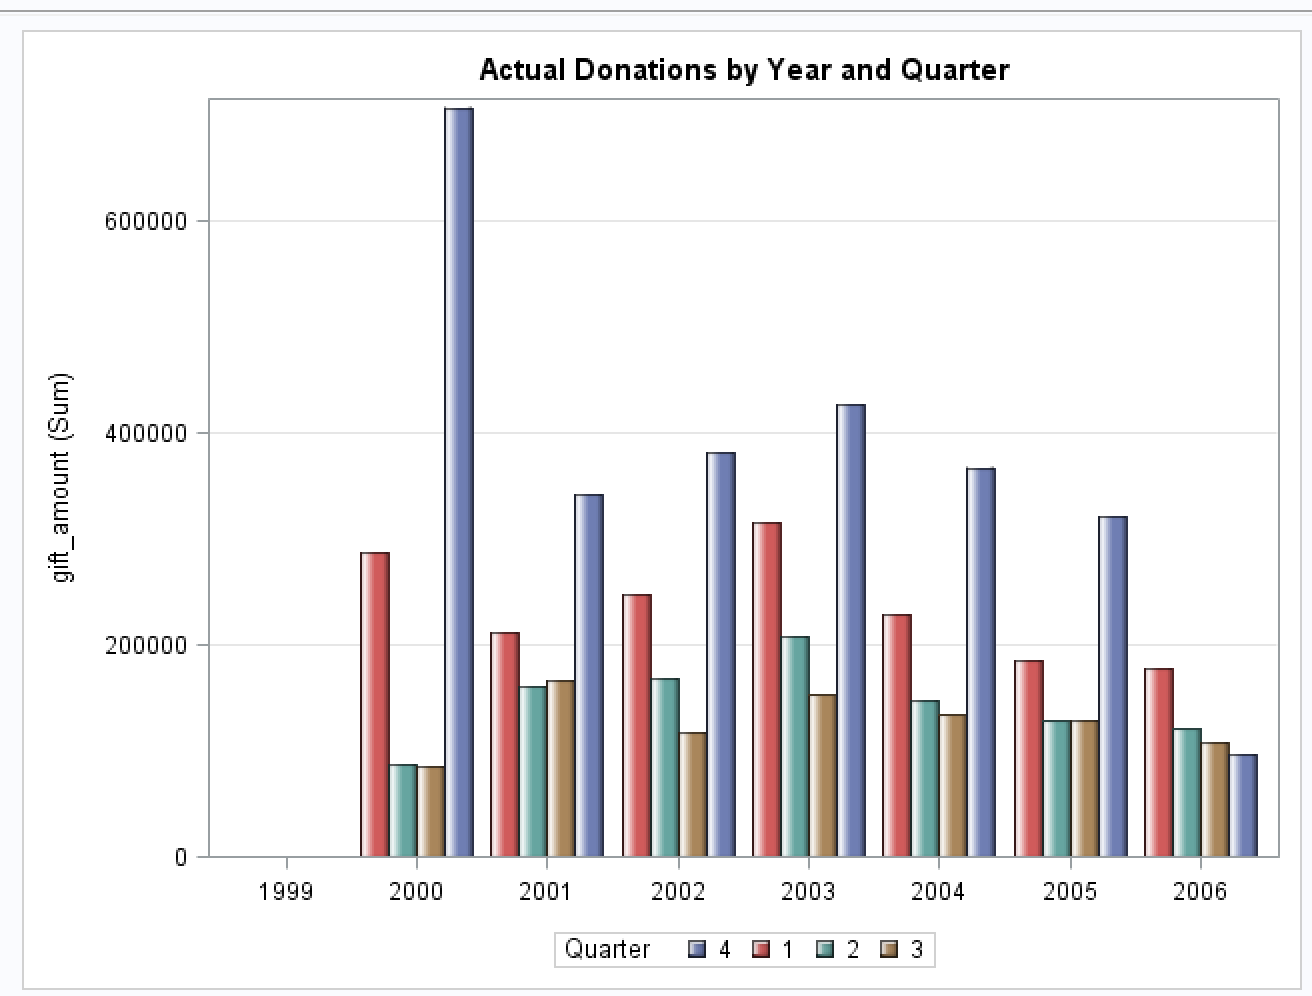 Actual Donations by Year and Quarter
gift_amount (Sum)
600000
400000
200000
0
1999 2000 2001 2002 2003 2004 2005 2006
Quarter 4 1 2 3